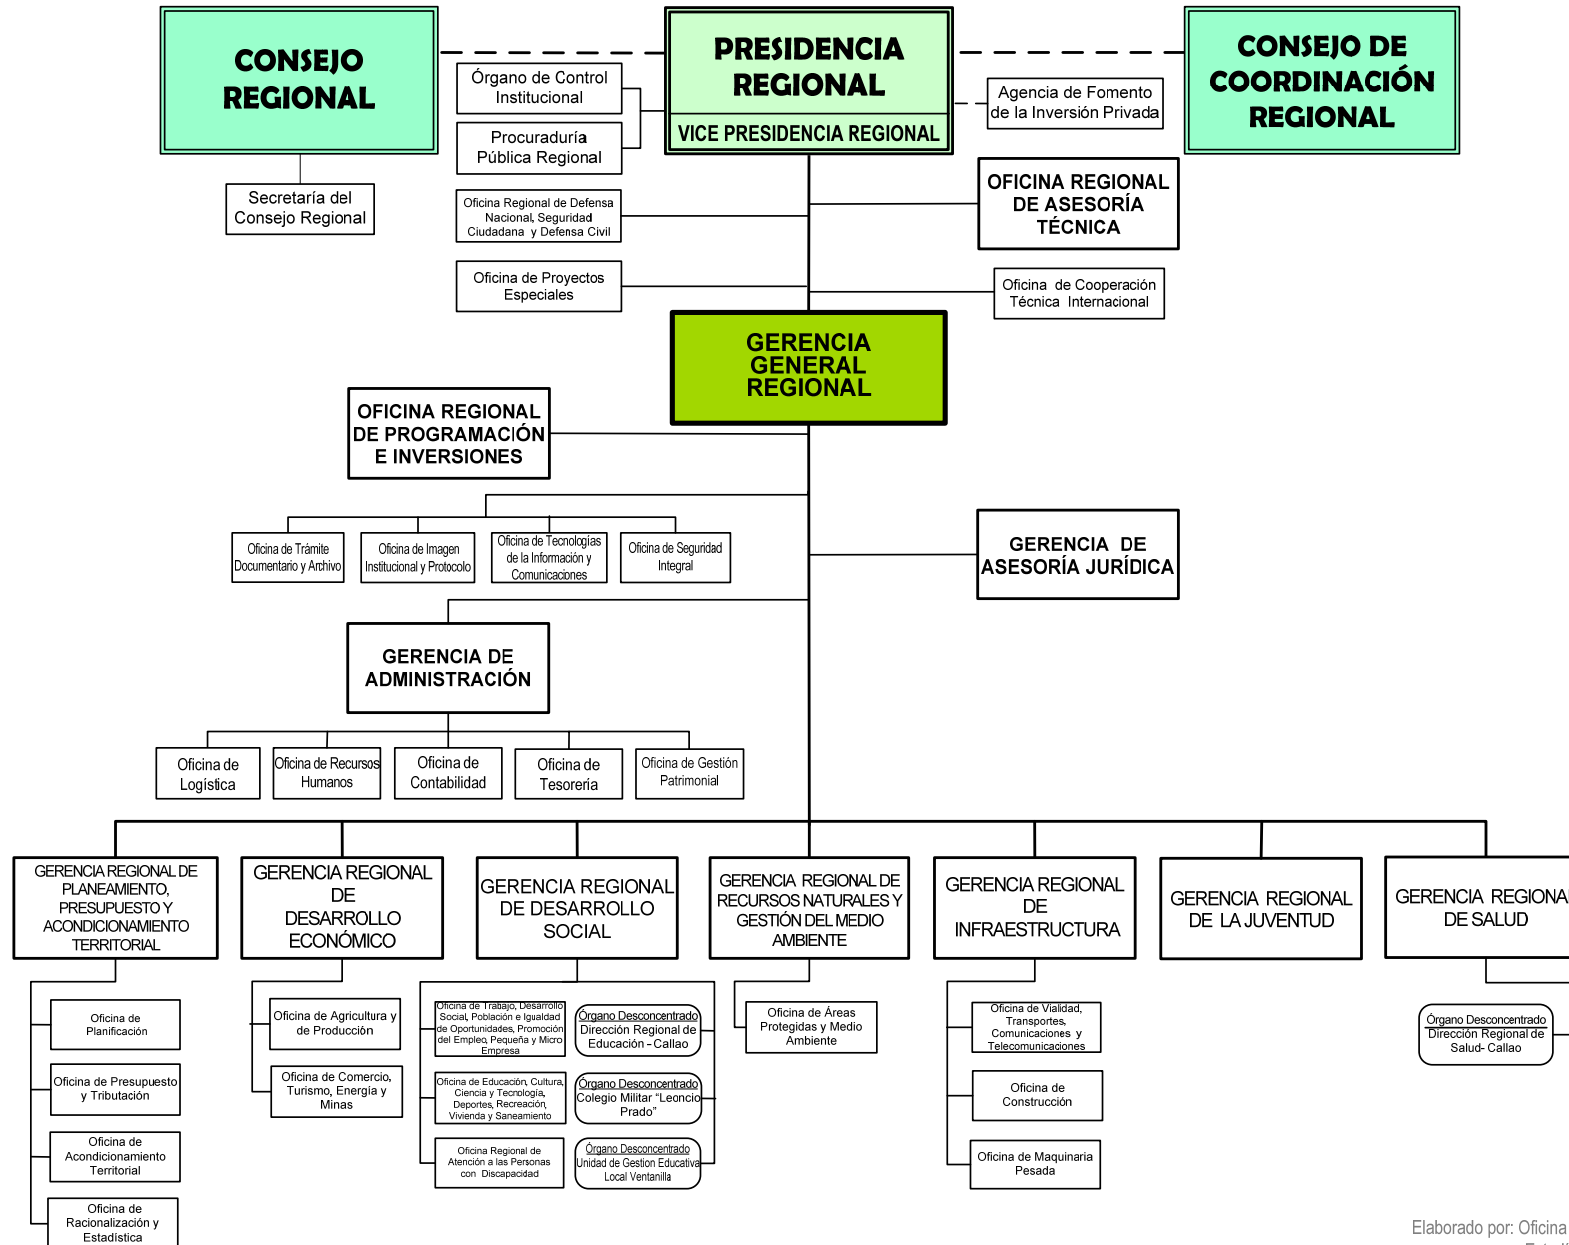 CONSEJO
REGIONAL
PRESIDENCIA
REGIONAL
VICE PRESIDENCIA REGIONAL
CONSEJO DE
COORDINACIÓN
REGIONAL
Órgano de Control
Institucional
Procuraduría
Pública Regional
Agencia de Fomento
de la Inversión Privada
Secretaría del
Consejo Regional
Oficina Regional de Defensa
Nacional, Seguridad
Ciudadana y Defensa Civil
OFICINA REGIONAL
DE ASESORÍA
TÉCNICA
Oficina de Proyectos
Especiales
Oficina de Cooperación
Técnica Internacional
GERENCIA
GENERAL
REGIONAL
OFICINA REGIONAL
DE PROGRAMACIÓN
E INVERSIONES
Oficina de Trámite
Documentario y Archivo
Oficina de Imagen
Institucional y Protocolo
Oficina de Tecnologías
de la Información y
Comunicaciones
Oficina de Seguridad
Integral
GERENCIA DE
ASESORÍA JURÍDICA
GERENCIA DE
ADMINISTRACIÓN
Oficina de
Logística
Oficina de Recursos
Humanos
Oficina de
Contabilidad
Oficina de
Tesorería
Oficina de Gestión
Patrimonial
GERENCIA REGIONAL DE
PLANEAMIENTO,
PRESUPUESTO Y
ACONDICIONAMIENTO
TERRITORIAL
GERENCIA REGIONAL
DE
DESARROLLO
ECONÓMICO
GERENCIA REGIONAL
DE DESARROLLO
SOCIAL
GERENCIA REGIONAL DE
RECURSOS NATURALES Y
GESTIÓN DEL MEDIO
AMBIENTE
GERENCIA REGIONAL
DE
INFRAESTRUCTURA
GERENCIA REGIONAL
DE LA JUVENTUD
GERENCIA REGIONAL
DE SALUD
Oficina de
Planificación
Oficina de Presupuesto
y Tributación
Oficina de
Acondicionamiento
Territorial
Oficina de
Racionalización y
Estadística
Oficina de Agricultura y
de Producción
Oficina de Comercio,
Turismo, Energía y
Minas
Oficina de Trabajo, Desarrollo
Social, Población e Igualdad
de Oportunidades, Promoción
del Empleo, Pequeña y Micro
Empresa
Oficina de Educación, Cultura,
Ciencia y Tecnología,
Deportes, Recreación,
Vivienda y Saneamiento
Oficina Regional de
Atención a las Personas
con Discapacidad
Órgano Desconcentrado
Dirección Regional de
Educación – Callao
Órgano Desconcentrado
Colegio Militar “Leoncio
Prado”
Órgano Desconcentrado
Unidad de Gestion Educativa
Local Ventanilla
Oficina de Áreas
Protegidas y Medio
Ambiente
Oficina de Vialidad,
Transportes,
Comunicaciones y
Telecomunicaciones
Oficina de
Construcción
Oficina de Maquinaria
Pesada
Órgano Desconcentrado
Dirección Regional de
Salud- Callao
Elaborado por: Oficina